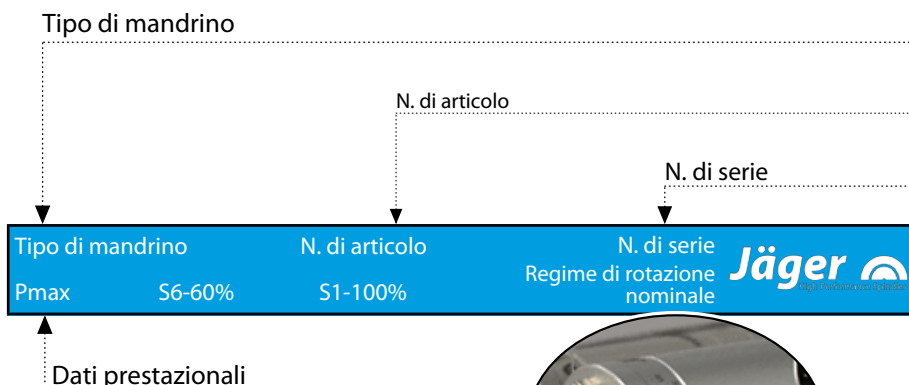 Tipo di mandrino
N. di articolo
N. di serie
Tipo di mandrino N. di articolo N. di serie
Pmax S6-60% S1-100% Regime di rotazione nominale
Jäger
Dati prestazionali